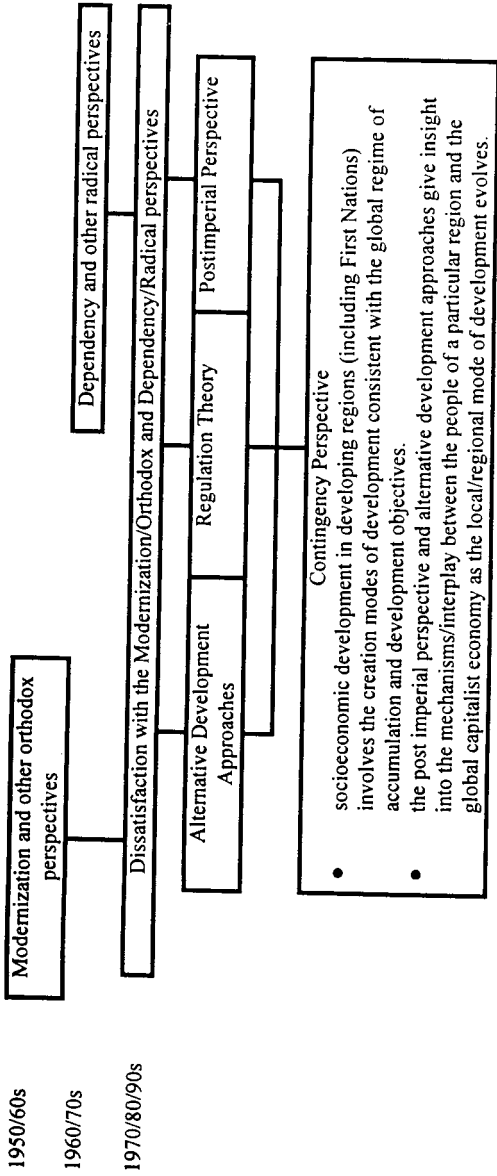 1950/60s
Modernization and other orthodox
perspectives
1960/70s
Dependency and other radical perspectives
1970/80/90s
Dissatisfaction with the Modernization/Orthodox and Dependency/Radical perspectives
Alternative Development
Approaches
Regulation Theory
Postimperial Perspective
Contingency Perspective
• socioeconomic development in developing regions (including First Nations)
involves the creation modes of development consistent with the global regime of
accumulation and development objectives.
• the post imperial perspective and alternative development approaches give insight
into the mechanisms/interplay between the people of a particular region and the
global capitalist economy as the local/regional mode of development evolves.